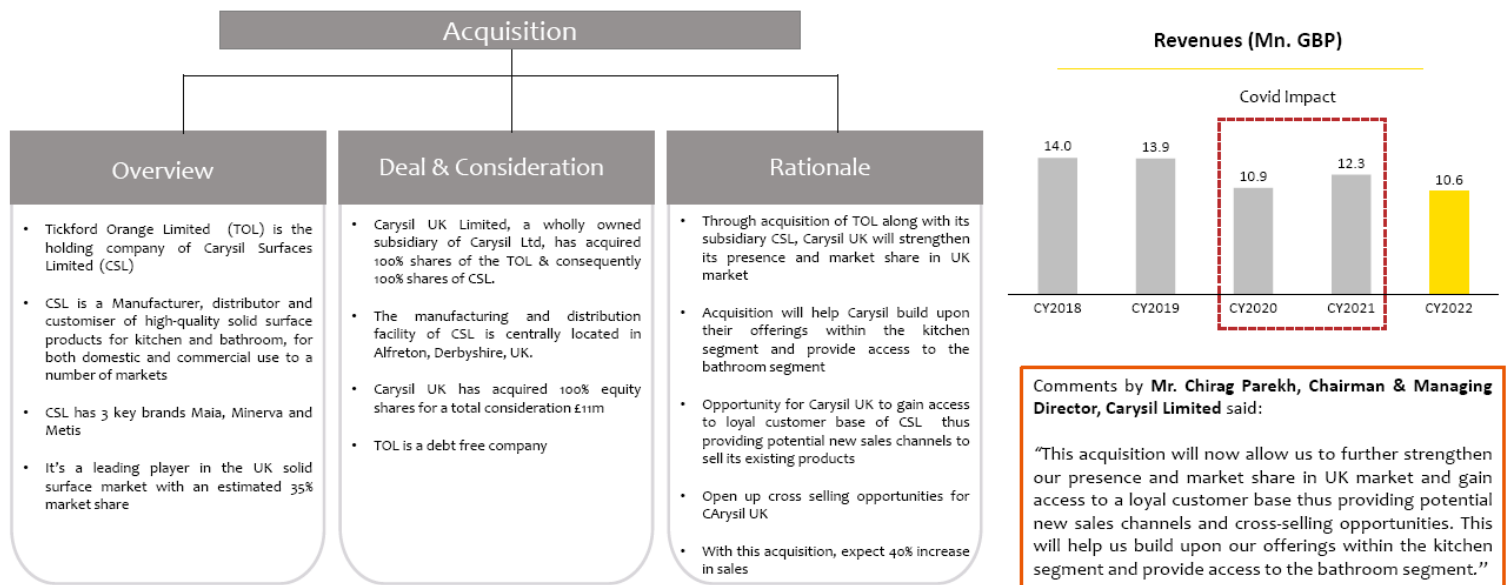 Acquisition
Overview
• Tickford Orange Limited (TOL) is the
holding company of Carysil Surfaces
Limited (CSL)
• CSL is a Manufacturer, distributor and
customiser of high-quality solid surface
products for kitchen and bathroom, for
both domestic and commercial use to a
number of markets
• CSL has 3 key brands Maia, Minerva and
Metis
• It's a leading player in the UK solid
surface market with an estimated 35%
market share
Deal & Consideration
• Carysil UK Limited, a wholly owned
subsidiary of Carysil Ltd, has acquired
100% shares of the TOL & consequently
100% shares of CSL.
• The manufacturing and distribution
facility of CSL is centrally located in
Alfreton, Derbyshire, UK.
• Carysil UK has acquired 100% equity
shares for a total consideration £11m
• TOL is a debt free company
Rationale
• Through acquisition of TOL along with its
subsidiary CSL, Carysil UK will strengthen
its presence and market share in UK
market
• Acquisition will help Carysil build upon
their offerings within the kitchen
segment and provide access to the
bathroom segment
• Opportunity for Carysil UK to gain access
to loyal customer base of CSL thus
providing potential new sales channels to
sell its existing products
• Open up cross selling opportunities for
CArysil UK
• With this acquisition, expect 40% increase
in sales
Revenues (Mn. GBP)
Covid Impact
14.0
13.9
10.9
12.3
10.6
CY2018
CY2019
CY2020
CY2021
CY2022
Comments by Mr. Chirag Parekh, Chairman & Managing
Director, Carysil Limited said:
"This acquisition will now allow us to further strengthen
our presence and market share in UK market and gain
access to a loyal customer base thus providing potential
new sales channels and cross-selling opportunities. This
will help us build upon our offerings within the kitchen
segment and provide access to the bathroom segment."